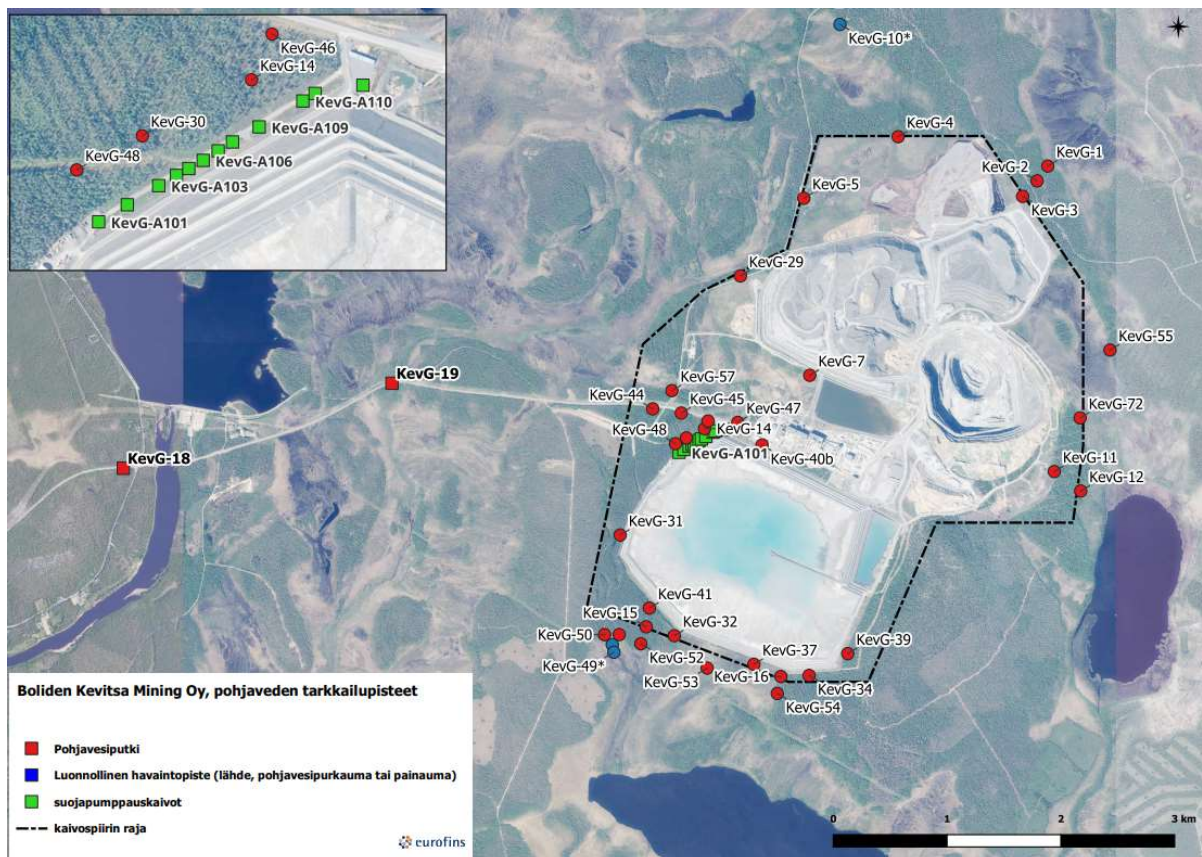 KevG-46
KevG-14
KevG-A110
KevG-30
KevG-A109
KevG-48
KevG-A106
KevG-A103
KevG-A101
KevG-10*
KevG-4
KevG-1
KevG-2
KevG-5
KevG-3
KevG-29
KevG-55
KevG-7
KevG-19
KevG-57
KevG-44
KevG-45
KevG-47
KevG-72
KevG-48
KevG-14
KevG-A101
KevG-40b
KevG-18
KevG-11
KevG-12
KevG-31
KevG-41
KevG-15
KevG-32
KevG-50
KevG-39
KevG-52
KevG-37
KevG-49*
KevG-53
KevG-16
KevG-34
KevG-54
Boliden Kevitsa Mining Oy, pohjaveden tarkkailupisteet
Pohjavesiputki
Luonnollinen havaintopiste (lähde, pohjavesipurkauma tai painauma)
suojapumppauskaivot
kaivospiirin raja
eurofins
0 1 2 3 km